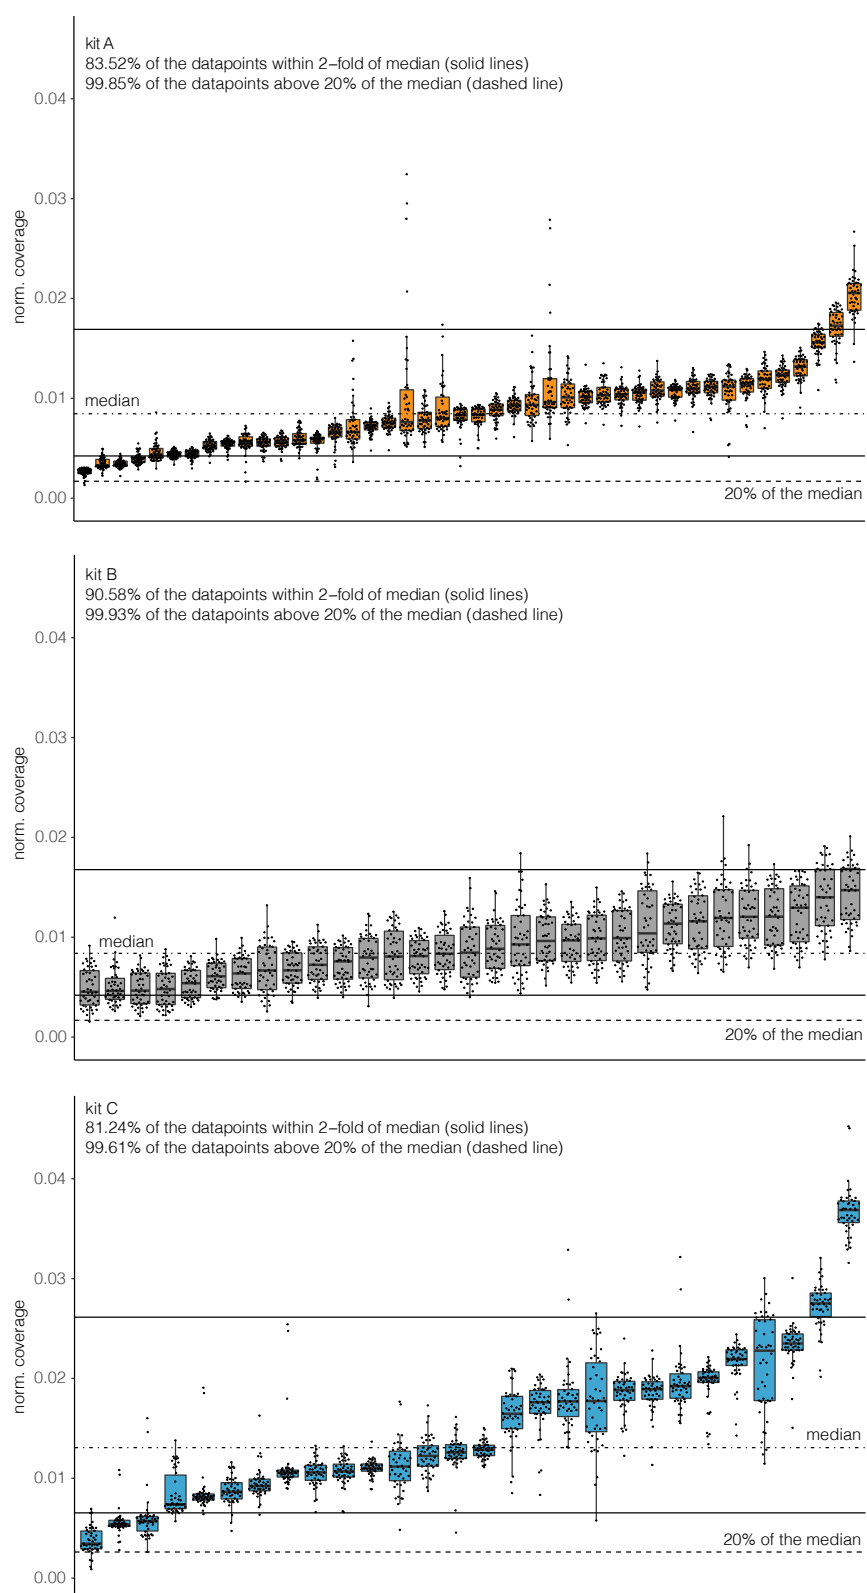 kit A
83.52% of the datapoints within 2−fold of median (solid lines)
99.85% of the datapoints above 20% of the median (dashed line)
0.04
0.03
norm. coverage
0.02
0.01
median
0.00
20% of the median
kit B
90.58% of the datapoints within 2−fold of median (solid lines)
99.93% of the datapoints above 20% of the median (dashed line)
0.04
0.03
norm. coverage
0.02
0.01
median
0.00
20% of the median
kit C
81.24% of the datapoints within 2−fold of median (solid lines)
99.61% of the datapoints above 20% of the median (dashed line)
0.04
0.03
norm. coverage
0.02
median
0.01
20% of the median
0.00